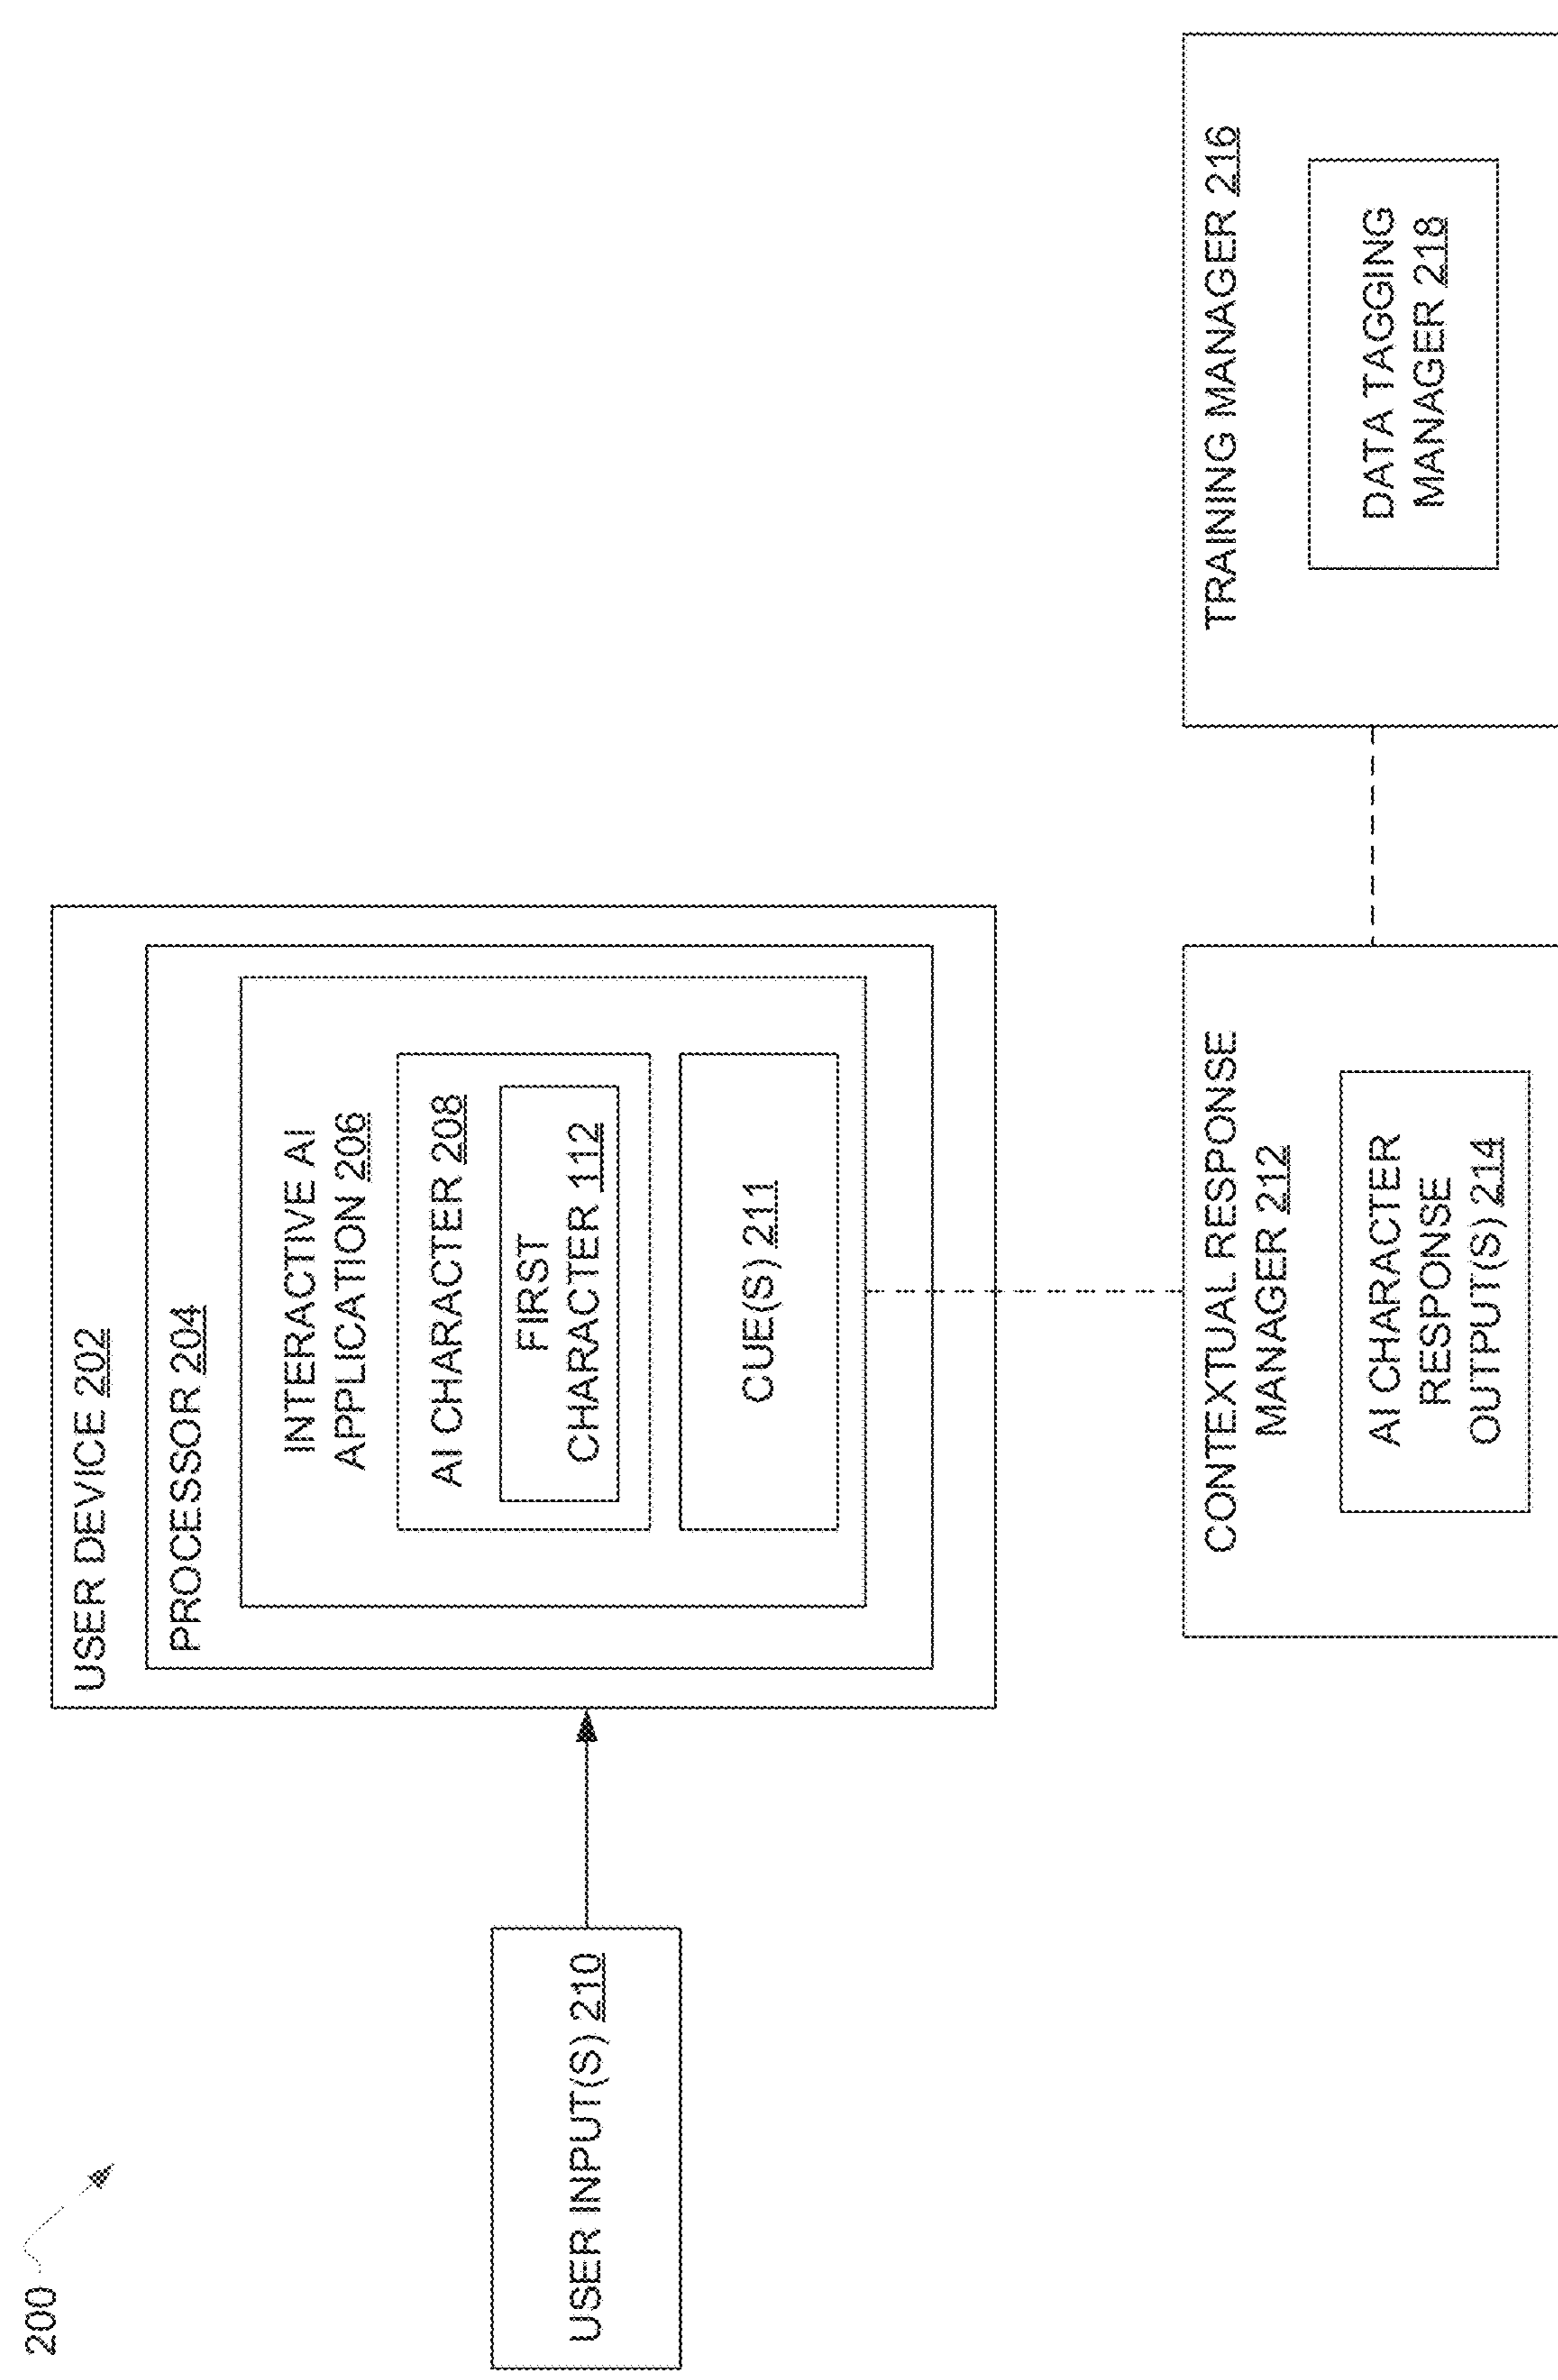 200
USER INPUT(S) 210
USER DEVICE 202
PROCESSOR 204
INTERACTIVE AI
APPLICATION 206
AI CHARACTER 208
FIRST
CHARACTER 112
CUE(S) 211
CONTEXTUAL RESPONSE
MANAGER 212
AI CHARACTER
RESPONSE
OUTPUT(S) 214
TRAINING MANAGER 216
DATA TAGGING
MANAGER 218